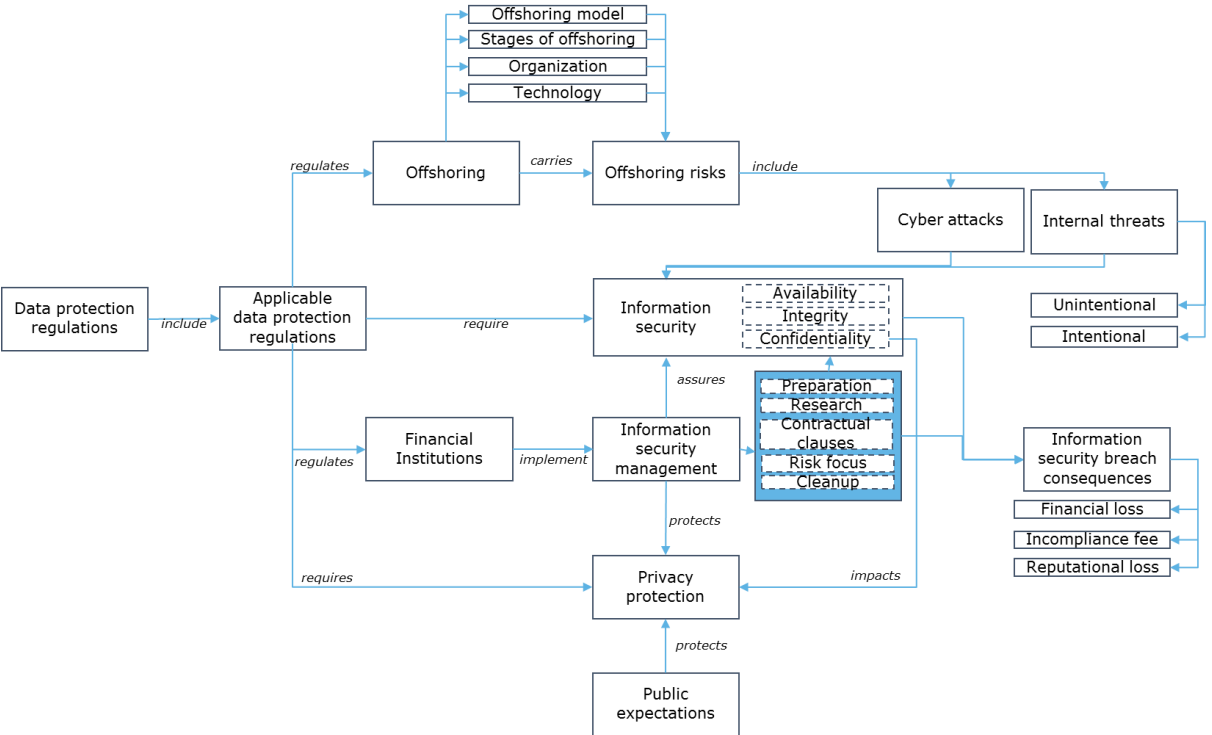 Offshoring model
Stages of offshoring
Organization
Technology
regulates
Offshoring
carries
Offshoring risks
include
Cyber attacks
Internal threats
Unintentional
Intentional
Data protection
regulations
include
Applicable
data protection
regulations
require
Information
security
Availability
Integrity
Confidentiality
assures
Preparation
Research
Contractual
clauses
Risk focus
Cleanup
regulates
Financial
Institutions
implement
Information
security
management
Information
security breach
consequences
Financial loss
Incompliance fee
Reputational loss
protects
requires
Privacy
protection
impacts
protects
Public
expectations